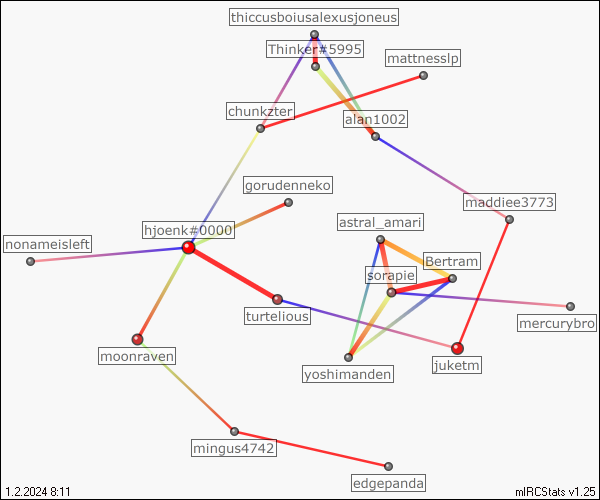 thiccusboiusalexusjoneus
Thinker#5995
mattnesslp
chunkzter
alan1002
gorudenneko
maddiee3773
astral_amari
hjoenk#0000
nonameisleft
Bertram
sorapie
turtelious
mercurybro
moonraven
juketm
yoshimanden
mingus4742
edgepanda
1.2.2024 8:11
mIRCStats v1.25